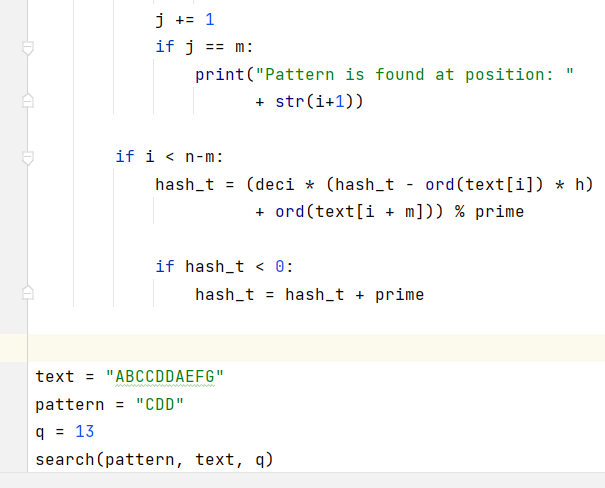 j += 1
if j == m:
print("Pattern is found at position: "
+ str(i+1))
if i < n-m:
hash_t = (deci * (hash_t - ord(text[i]) * h)
+ ord(text[i + m])) % prime
if hash_t < 0:
hash_t = hash_t + prime
text = "ABCCDDAEFG"
pattern = "CDD"
q = 13
search(pattern, text, q)